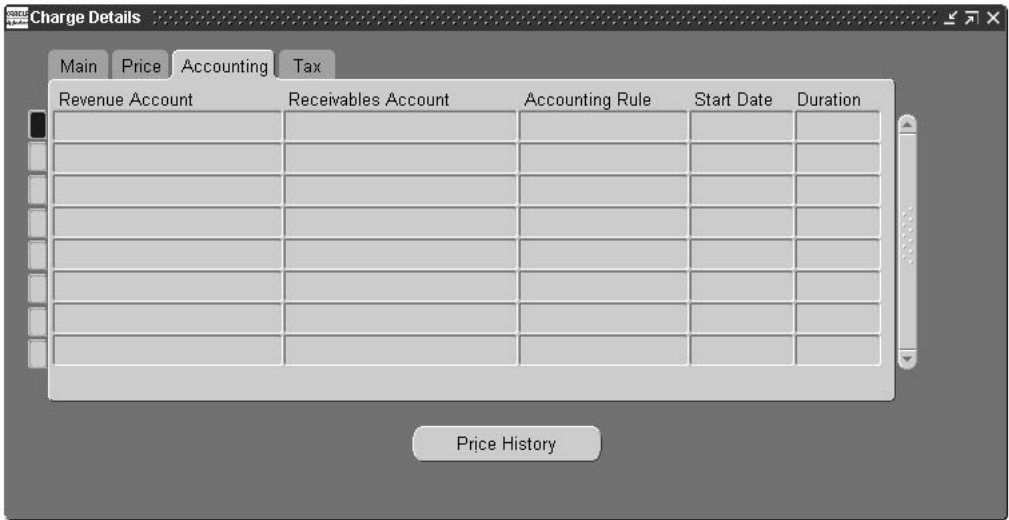 Charge Details
Main Price Accounting Tax
Revenue Account Receivables Account Accounting Rule Start Date Duration
Price History